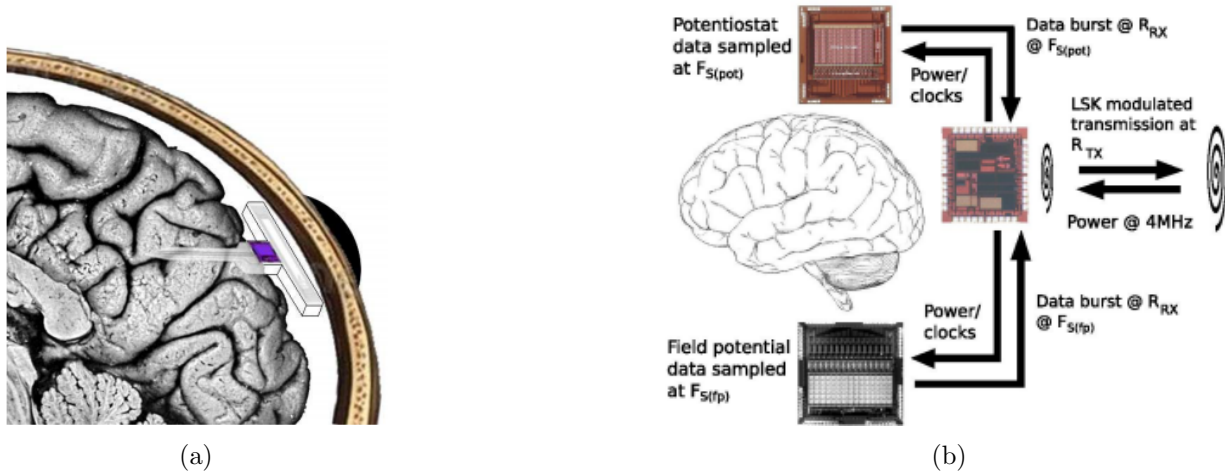 Potentiostat
data sampled
at F_S(pot)
Data burst @ R_RX
@ F_S(pot)
Power/
clocks
LSK modulated
transmission at
R_TX
Power @ 4MHz
Field potential
data sampled
at F_S(fp)
Power/
clocks
Data burst @ R_RX
@ F_S(fp)
(a)
(b)